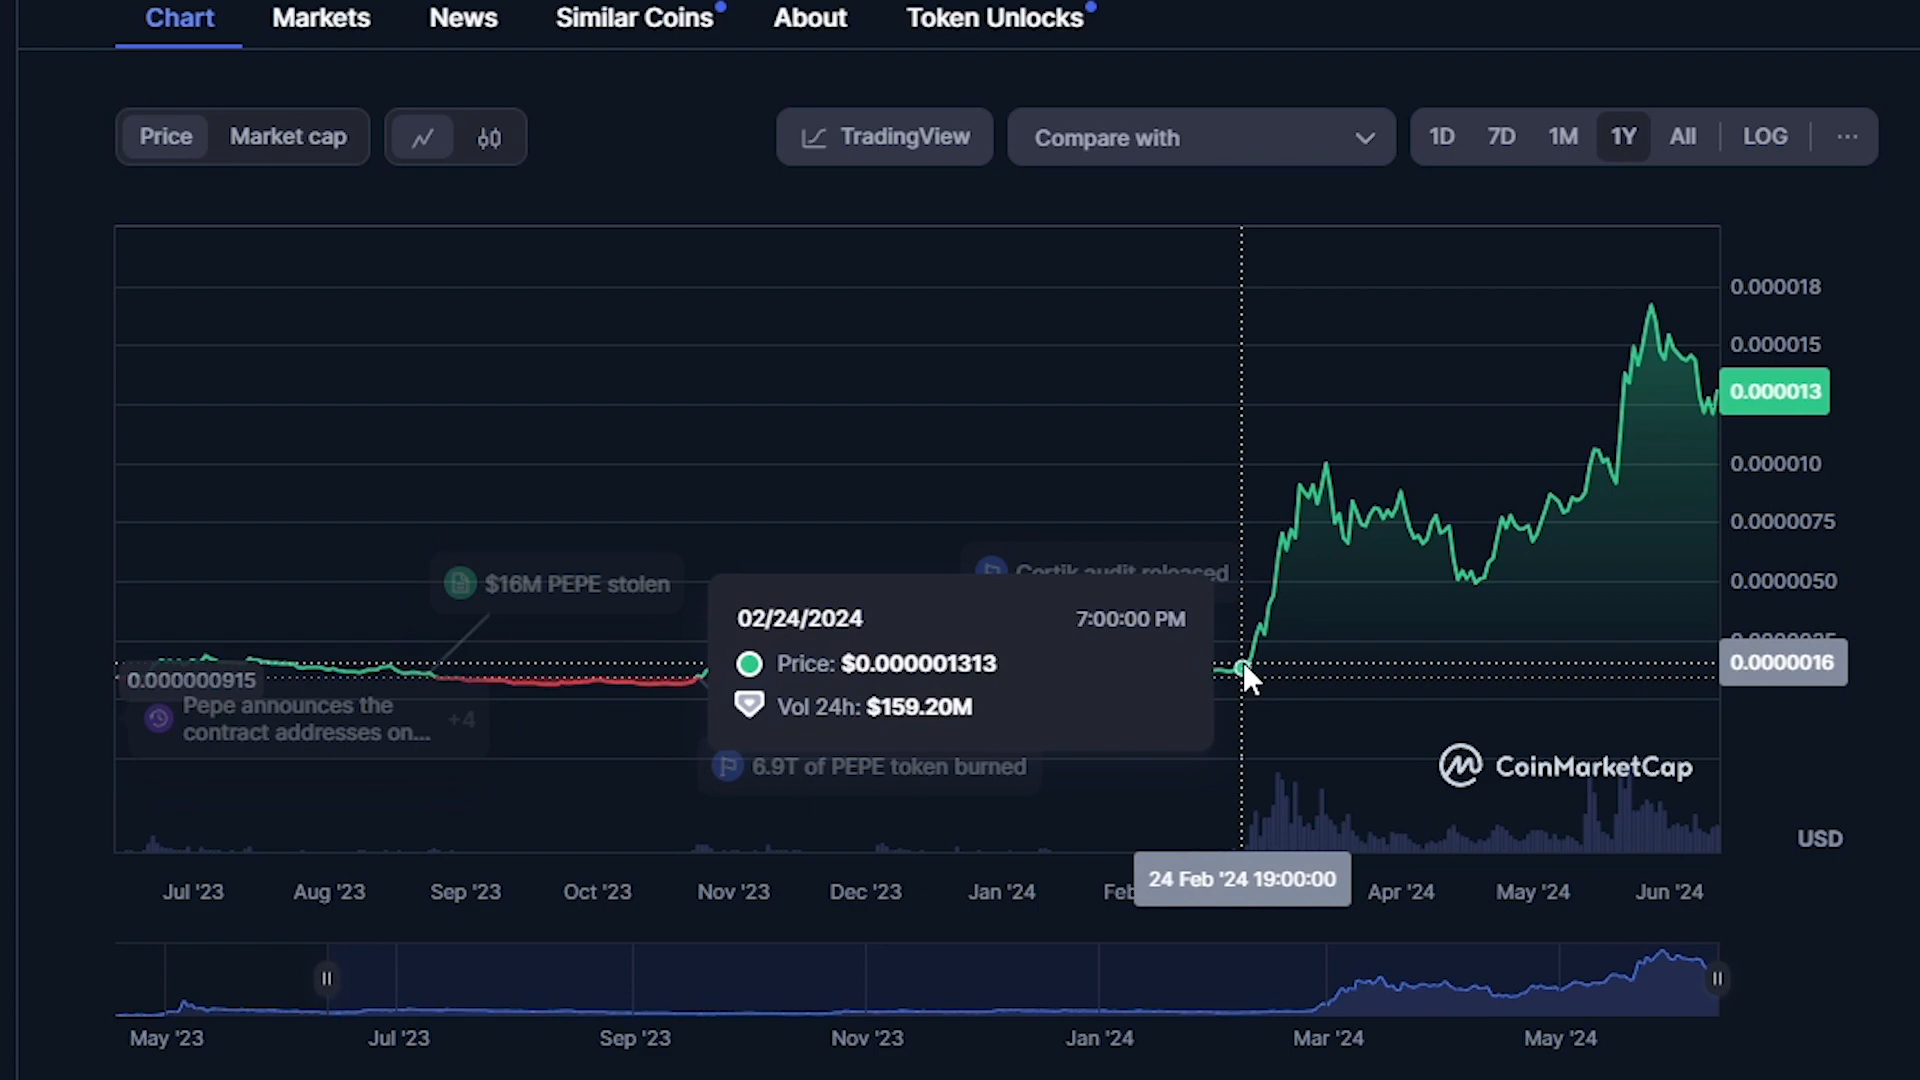 Chart Markets News Similar Coins About Token Unlocks
Price Market cap TradingView Compare with 1D 7D 1M 1Y All LOG
0.000018
0.000015
0.000013
0.000010
0.0000075
0.0000050
$16M PEPE stolen
Certik audit released
02/24/2024 7:00:00 PM
Price: $0.000001313
Vol 24h: $159.20M
0.0000016
0.000000915
Pepe announces the
contract addresses on...
+4
6.9T of PEPE token burned
CoinMarketCap
USD
24 Feb '24 19:00:00
Jul '23 Aug '23 Sep '23 Oct '23 Nov '23 Dec '23 Jan '24 Feb Apr '24 May '24 Jun '24
May '23 Jul '23 Sep '23 Nov '23 Jan '24 Mar '24 May '24